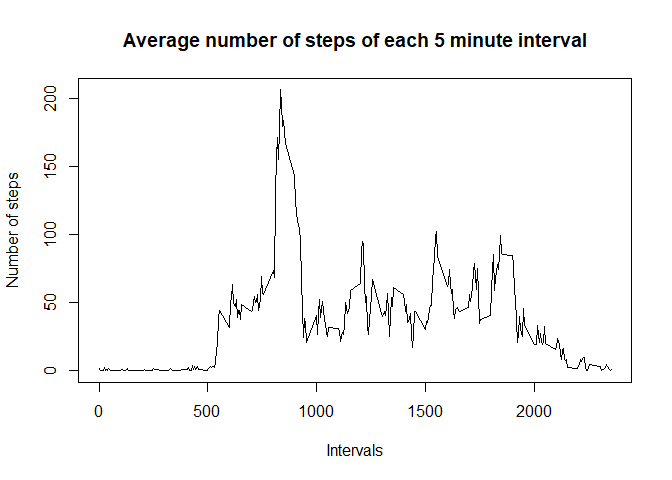 Average number of steps of each 5 minute interval
Number of steps
200
150
100
50
0
0 500 1000 1500 2000
Intervals